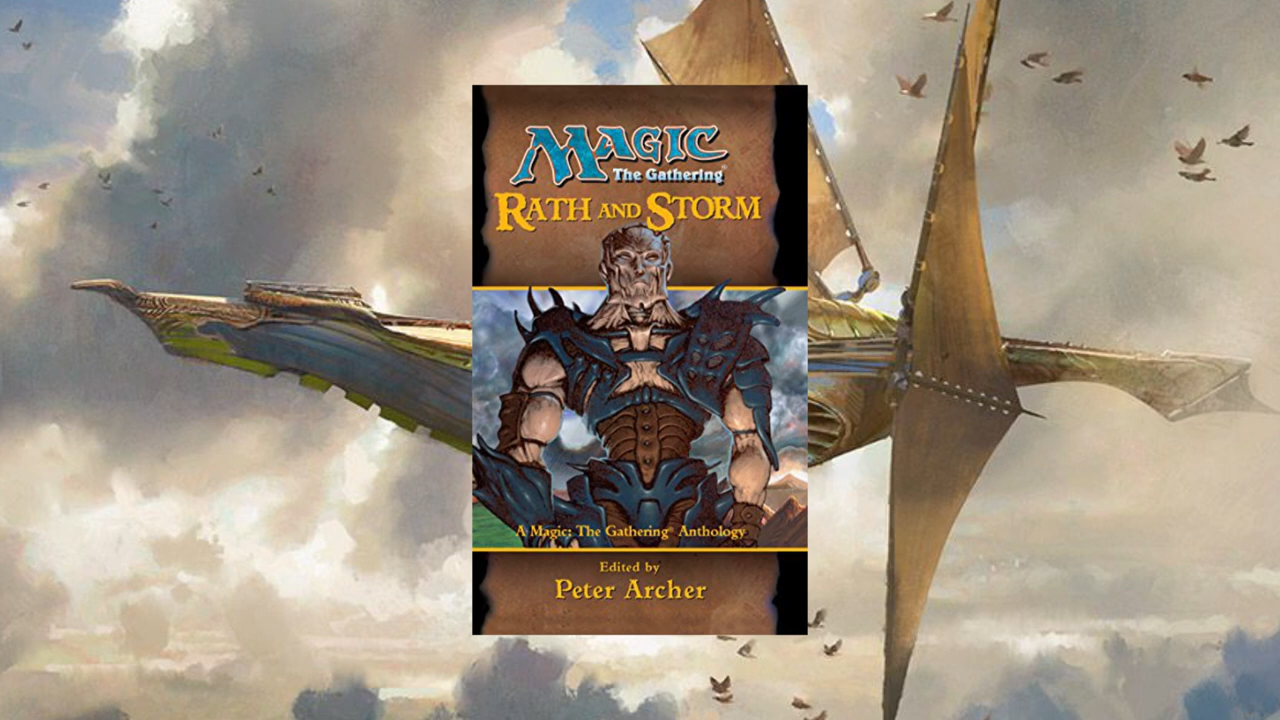 MAGIC
The Gathering®
RATH AND STORM
A Magic: The Gathering® Anthology
Edited by
Peter Archer